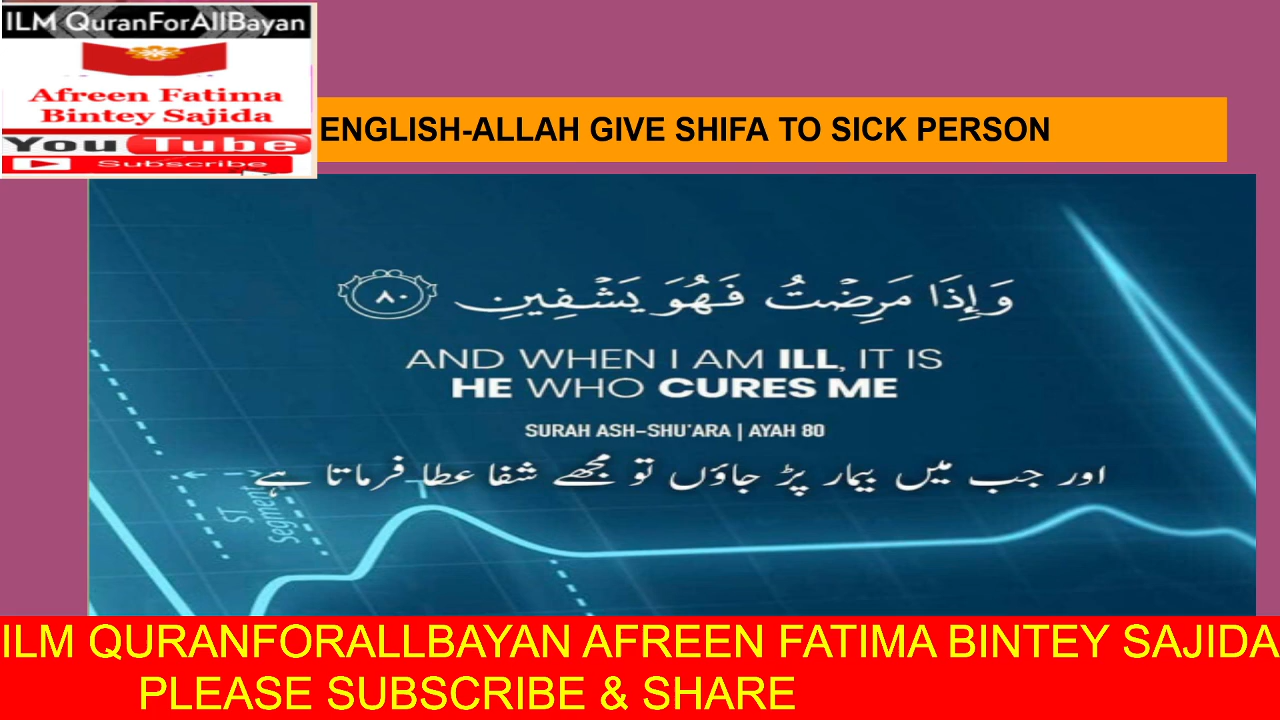 ILM QuranForAllBayan
Afreen Fatima
Bintey Sajida
YouTube
Subscribe
ENGLISH-ALLAH GIVE SHIFA TO SICK PERSON
وَإِذَا مَرِضْتُ فَهُوَ يَشْفِينِ ٨٠
AND WHEN I AM ILL, IT IS
HE WHO CURES ME
SURAH ASH-SHU'ARA | AYAH 80
اور جب میں بیمار پڑ جاؤں تو مجھے شفا عطا فرماتا ہے
ST
Segment
ILM QURANFORALLBAYAN AFREEN FATIMA BINTEY SAJIDA
PLEASE SUBSCRIBE & SHARE